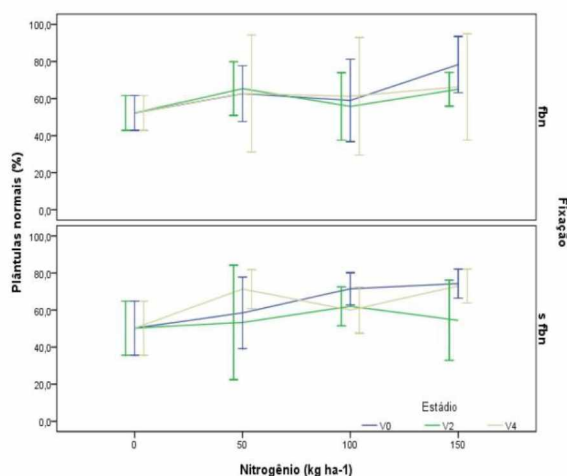 100,0
80,0
60,0
40,0
20,0
0,0
fbn
Plântulas normais (%)
Fixação
100,0
80,0
60,0
40,0
20,0
0,0
s fbn
Estádio
V0 V2 V4
0 50 100 150
Nitrogênio (kg ha-1)